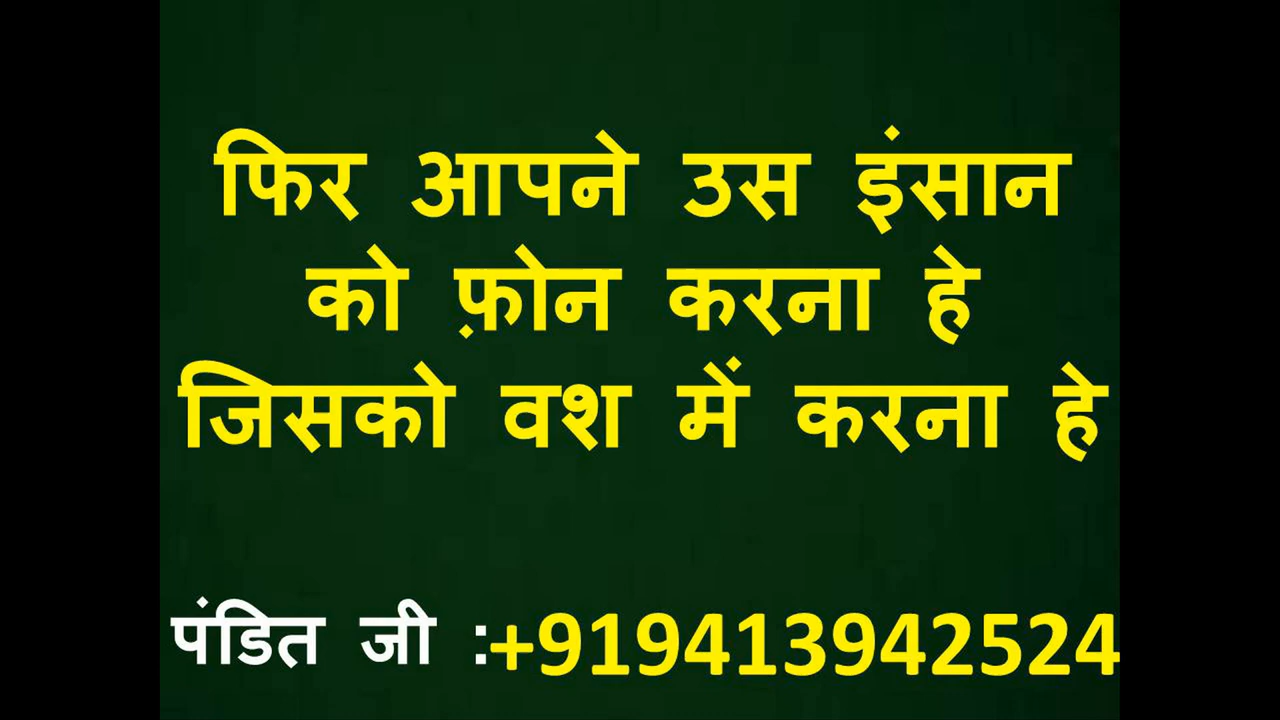 फिर आपने उस इंसान
को फ़ोन करना हे
जिसको वश में करना हे
पंडित जी :+919413942524